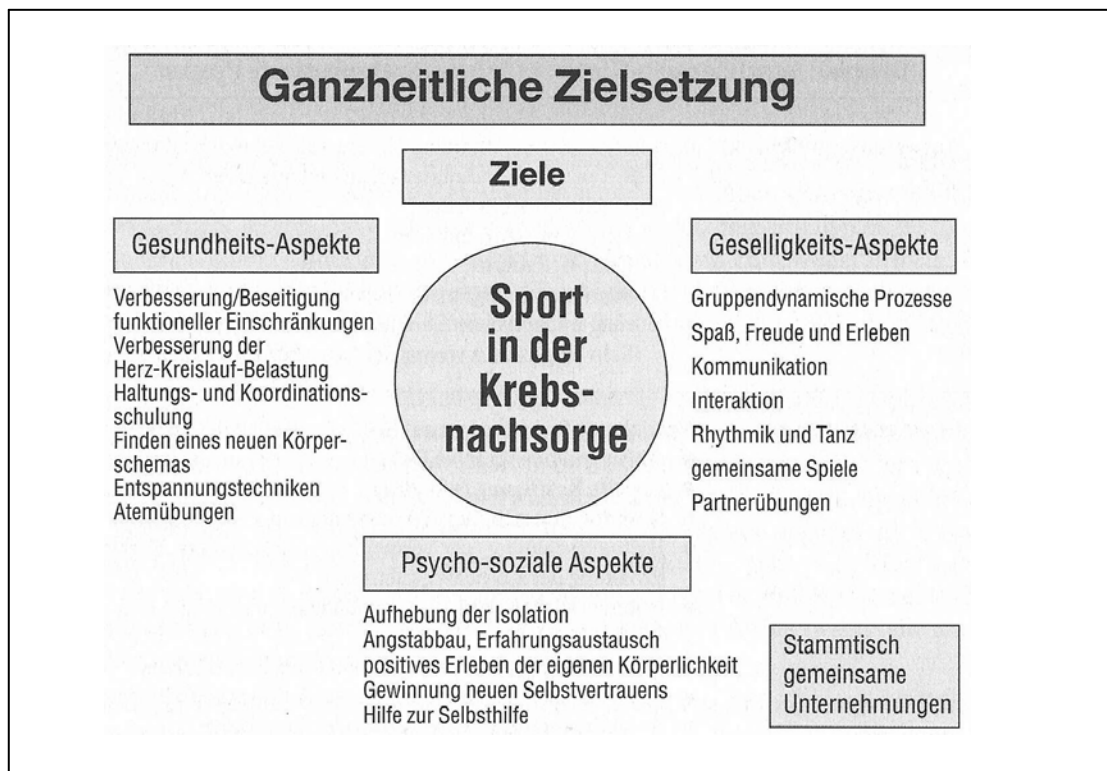 Ganzheitliche Zielsetzung
Ziele
Gesundheits-Aspekte
Verbesserung/Beseitigung
funktioneller Einschränkungen
Verbesserung der
Herz-Kreislauf-Belastung
Haltungs- und Koordinations-
schulung
Finden eines neuen Körper-
schemas
Entspannungstechniken
Atemübungen
Sport
in der
Krebs-
nachsorge
Geselligkeits-Aspekte
Gruppendynamische Prozesse
Spaß, Freude und Erleben
Kommunikation
Interaktion
Rhythmik und Tanz
gemeinsame Spiele
Partnerübungen
Psycho-soziale Aspekte
Aufhebung der Isolation
Angstabbau, Erfahrungsaustausch
positives Erleben der eigenen Körperlichkeit
Gewinnung neuen Selbstvertrauens
Hilfe zur Selbsthilfe
Stammtisch
gemeinsame
Unternehmungen